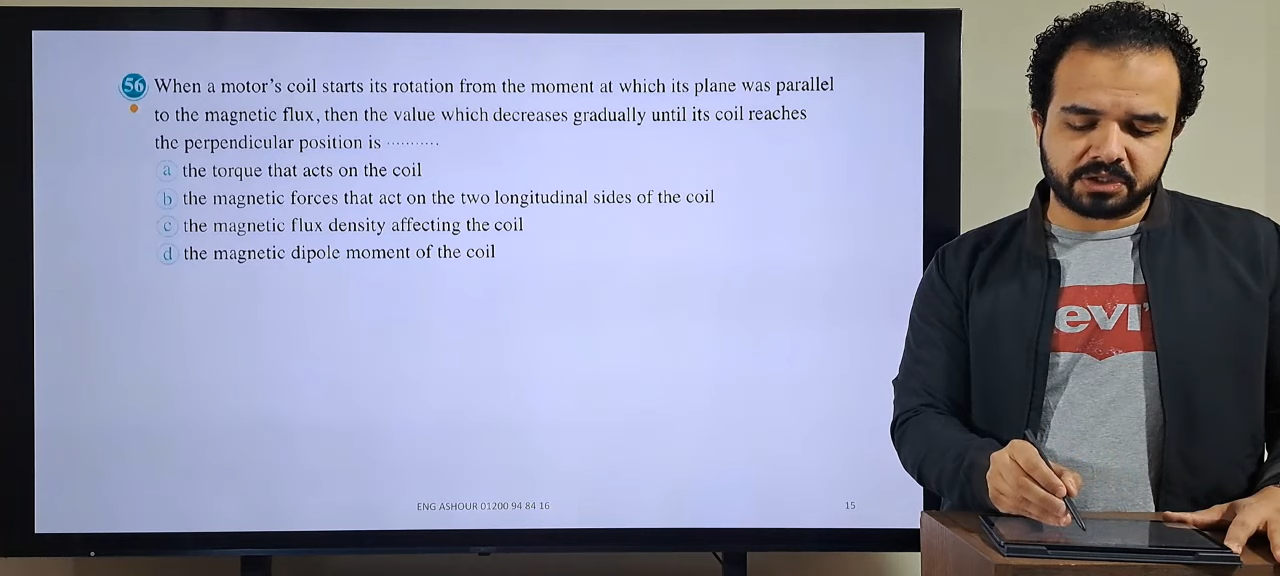 56 When a motor's coil starts its rotation from the moment at which its plane was parallel
to the magnetic flux, then the value which decreases gradually until its coil reaches
the perpendicular position is ..........
a the torque that acts on the coil
b the magnetic forces that act on the two longitudinal sides of the coil
c the magnetic flux density affecting the coil
d the magnetic dipole moment of the coil
ENG ASHOUR 01200 94 84 16
15
evi'